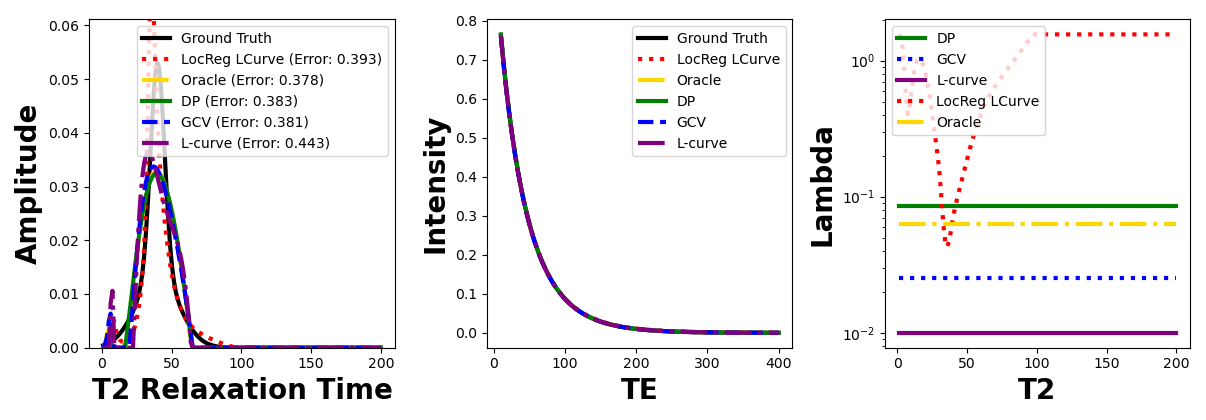 0.06
0.05
0.04
0.03
0.02
0.01
0.00
Amplitude
0
50
100
150
200
T2 Relaxation Time
Ground Truth
LocReg LCurve (Error: 0.393)
Oracle (Error: 0.378)
DP (Error: 0.383)
GCV (Error: 0.381)
L-curve (Error: 0.443)
0.8
0.7
0.6
0.5
0.4
0.3
0.2
0.1
0.0
Intensity
0
100
200
300
400
TE
Ground Truth
LocReg LCurve
Oracle
DP
GCV
L-curve
10⁰
10⁻¹
10⁻²
Lambda
0
50
100
150
200
T2
DP
GCV
L-curve
LocReg LCurve
Oracle